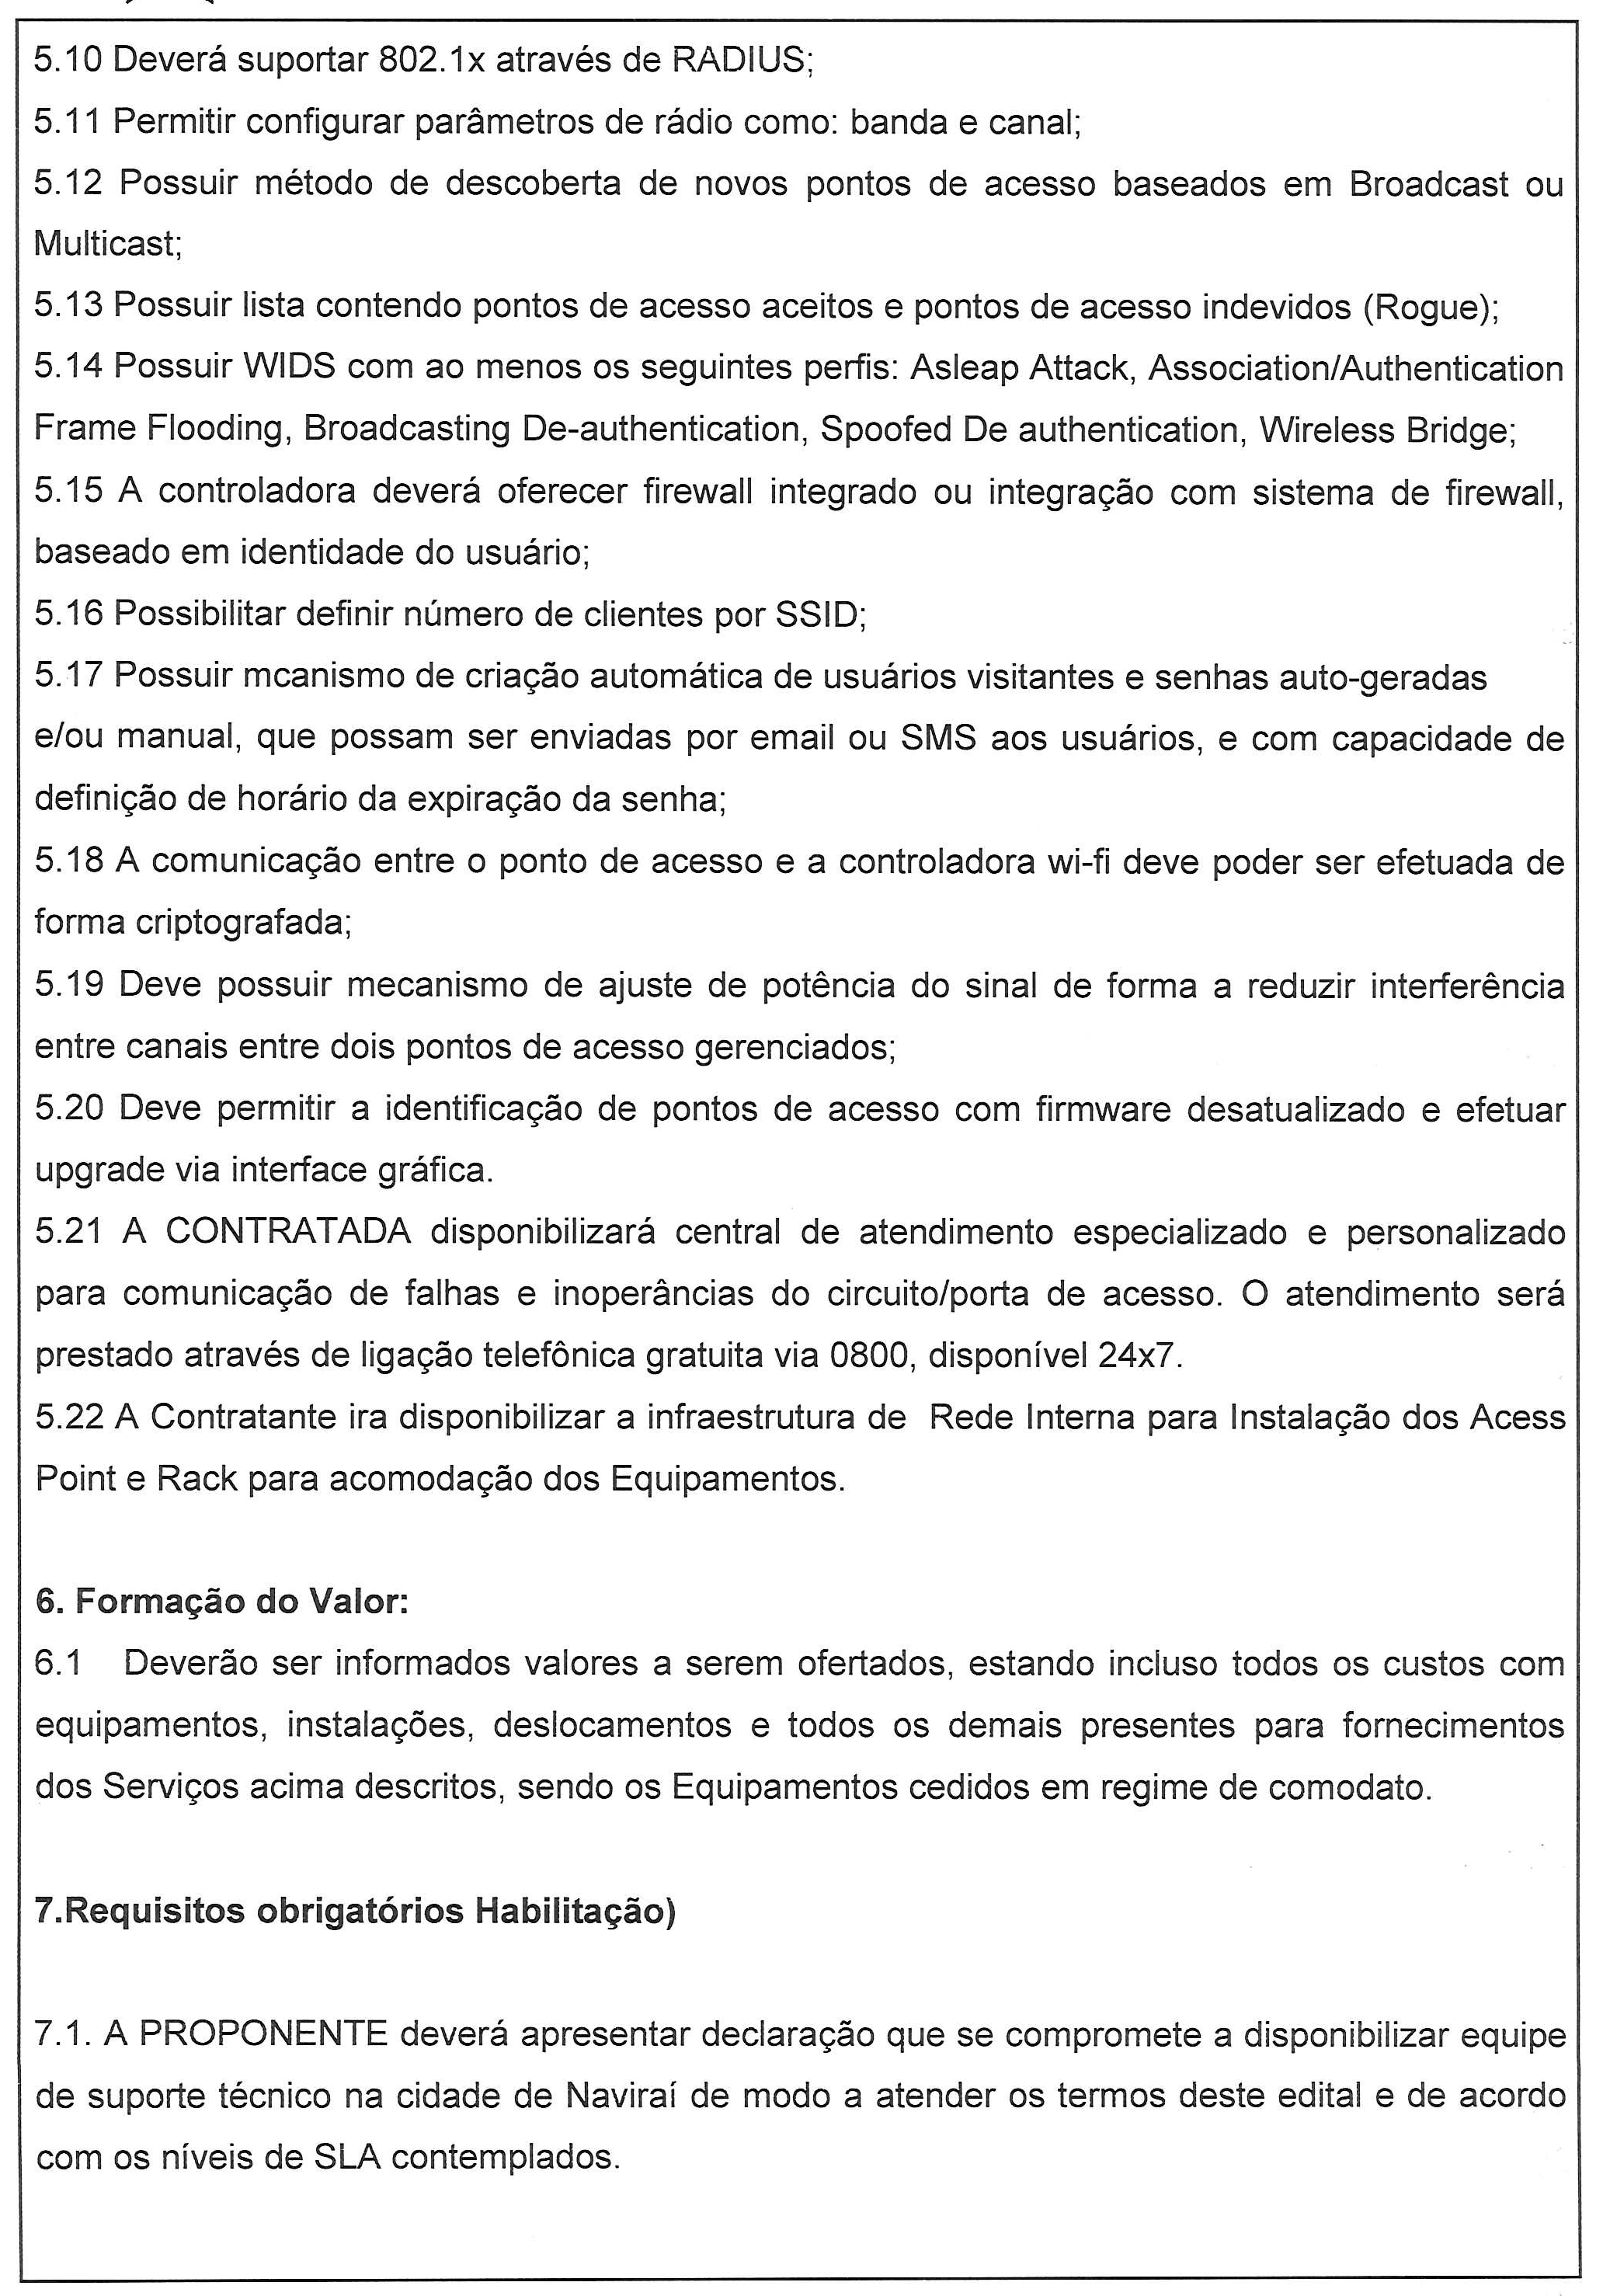 5.10 Deverá suportar 802.1x através de RADIUS;
5.11 Permitir configurar parâmetros de rádio como: banda e canal;
5.12 Possuir método de descoberta de novos pontos de acesso baseados em Broadcast ou
Multicast;
5.13 Possuir lista contendo pontos de acesso aceitos e pontos de acesso indevidos (Rogue);
5.14 Possuir WIDS com ao menos os seguintes perfis: Asleap Attack, Association/Authentication
Frame Flooding, Broadcasting De-authentication, Spoofed De authentication, Wireless Bridge;
5.15 A controladora deverá oferecer firewall integrado ou integração com sistema de firewall,
baseado em identidade do usuário;
5.16 Possibilitar definir número de clientes por SSID;
5.17 Possuir mcanismo de criação automática de usuários visitantes e senhas auto-geradas
e/ou manual, que possam ser enviadas por email ou SMS aos usuários, e com capacidade de
definição de horário da expiração da senha;
5.18 A comunicação entre o ponto de acesso e a controladora wi-fi deve poder ser efetuada de
forma criptografada;
5.19 Deve possuir mecanismo de ajuste de potência do sinal de forma a reduzir interferência
entre canais entre dois pontos de acesso gerenciados;
5.20 Deve permitir a identificação de pontos de acesso com firmware desatualizado e efetuar
upgrade via interface gráfica.
5.21 A CONTRATADA disponibilizará central de atendimento especializado e personalizado
para comunicação de falhas e inoperâncias do circuito/porta de acesso. O atendimento será
prestado através de ligação telefônica gratuita via 0800, disponível 24x7.
5.22 A Contratante ira disponibilizar a infraestrutura de Rede Interna para Instalação dos Acess
Point e Rack para acomodação dos Equipamentos.
6. Formação do Valor:
6.1 Deverão ser informados valores a serem ofertados, estando incluso todos os custos com
equipamentos, instalações, deslocamentos e todos os demais presentes para fornecimentos
dos Serviços acima descritos, sendo os Equipamentos cedidos em regime de comodato.
7.Requisitos obrigatórios Habilitação)
7.1. A PROPONENTE deverá apresentar declaração que se compromete a disponibilizar equipe
de suporte técnico na cidade de Naviraí de modo a atender os termos deste edital e de acordo
com os níveis de SLA contemplados.